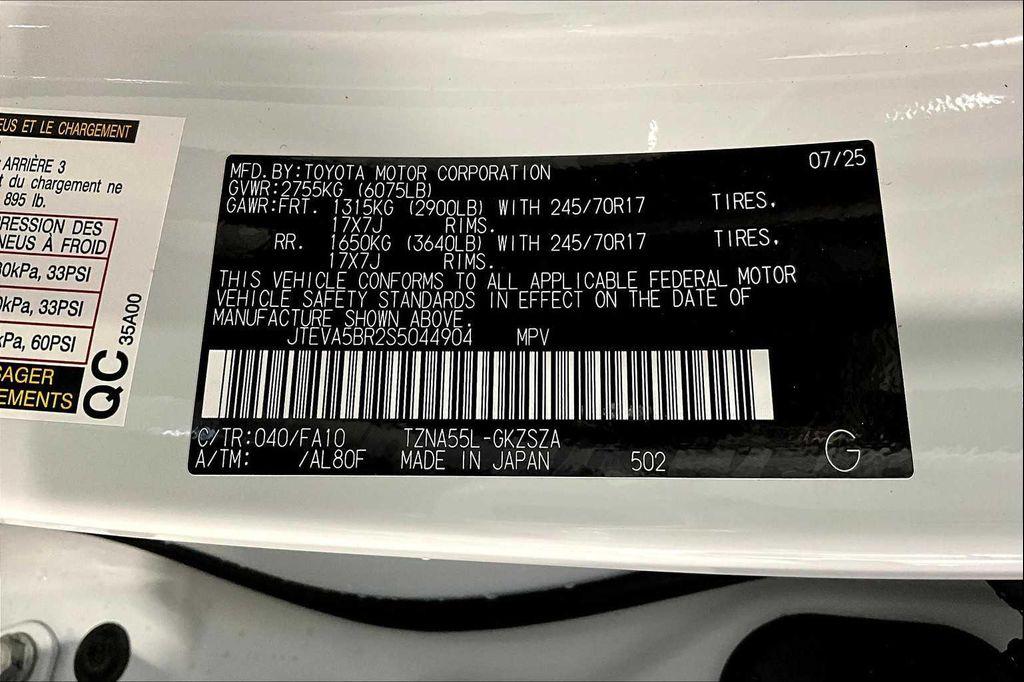 EUS ET LE CHARGEMENT
ARRIÈRE 3
t du chargement ne
895 lb.
RESSION DES
NEUS À FROID
0kPa, 33PSI
0kPa, 33PSI
kPa, 60PSI
AGER
EMENTS
QC 35A00
07/25
MFD. BY:TOYOTA MOTOR CORPORATION
GVWR:2755KG (6075LB)
GAWR:FRT. 1315KG (2900LB) WITH 245/70R17 TIRES,
17X7J RIMS.
RR. 1650KG (3640LB) WITH 245/70R17 TIRES,
17X7J RIMS.
THIS VEHICLE CONFORMS TO ALL APPLICABLE FEDERAL MOTOR
VEHICLE SAFETY STANDARDS IN EFFECT ON THE DATE OF
MANUFACTURE SHOWN ABOVE.
JTEVA5BR2S5044904 MPV
C/TR:040/FA10 TZNA55L-GKZSZA
A/TM: /AL80F MADE IN JAPAN 502 G